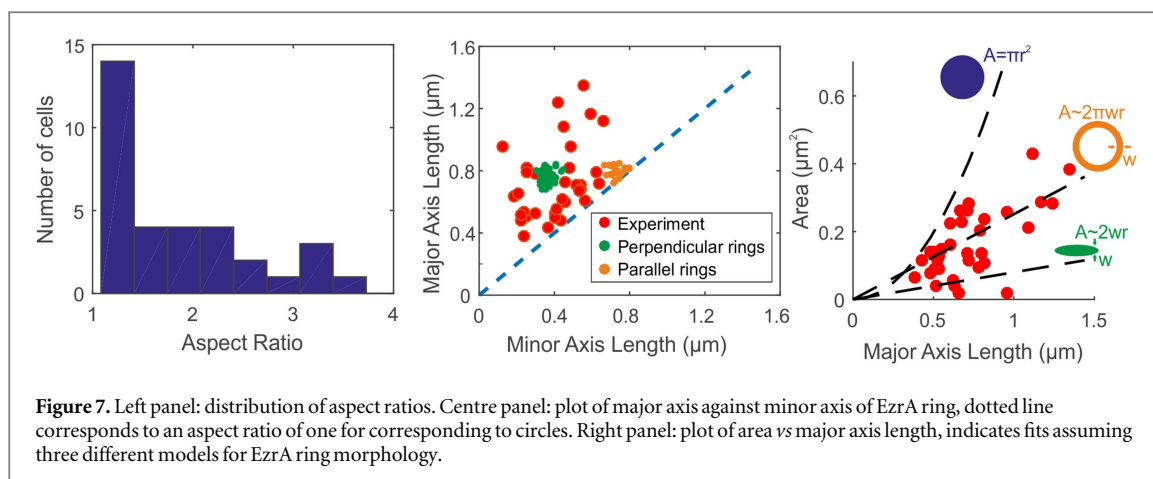 15
10
5
0
Number of cells
1
2
3
4
Aspect Ratio
1.6
1.2
0.8
0.4
0
Major Axis Length (µm)
0
0.4
0.8
1.2
1.6
Minor Axis Length (µm)
Experiment
Perpendicular rings
Parallel rings
0.6
0.4
0.2
0
Area (µm²)
0
0.5
1
1.5
Major Axis Length (µm)
A=πr²
A~2πwr
w
A~2wr
w
Figure 7. Left panel: distribution of aspect ratios. Centre panel: plot of major axis against minor axis of EzrA ring, dotted line
corresponds to an aspect ratio of one for corresponding to circles. Right panel: plot of area vs major axis length, indicates fits assuming
three different models for EzrA ring morphology.